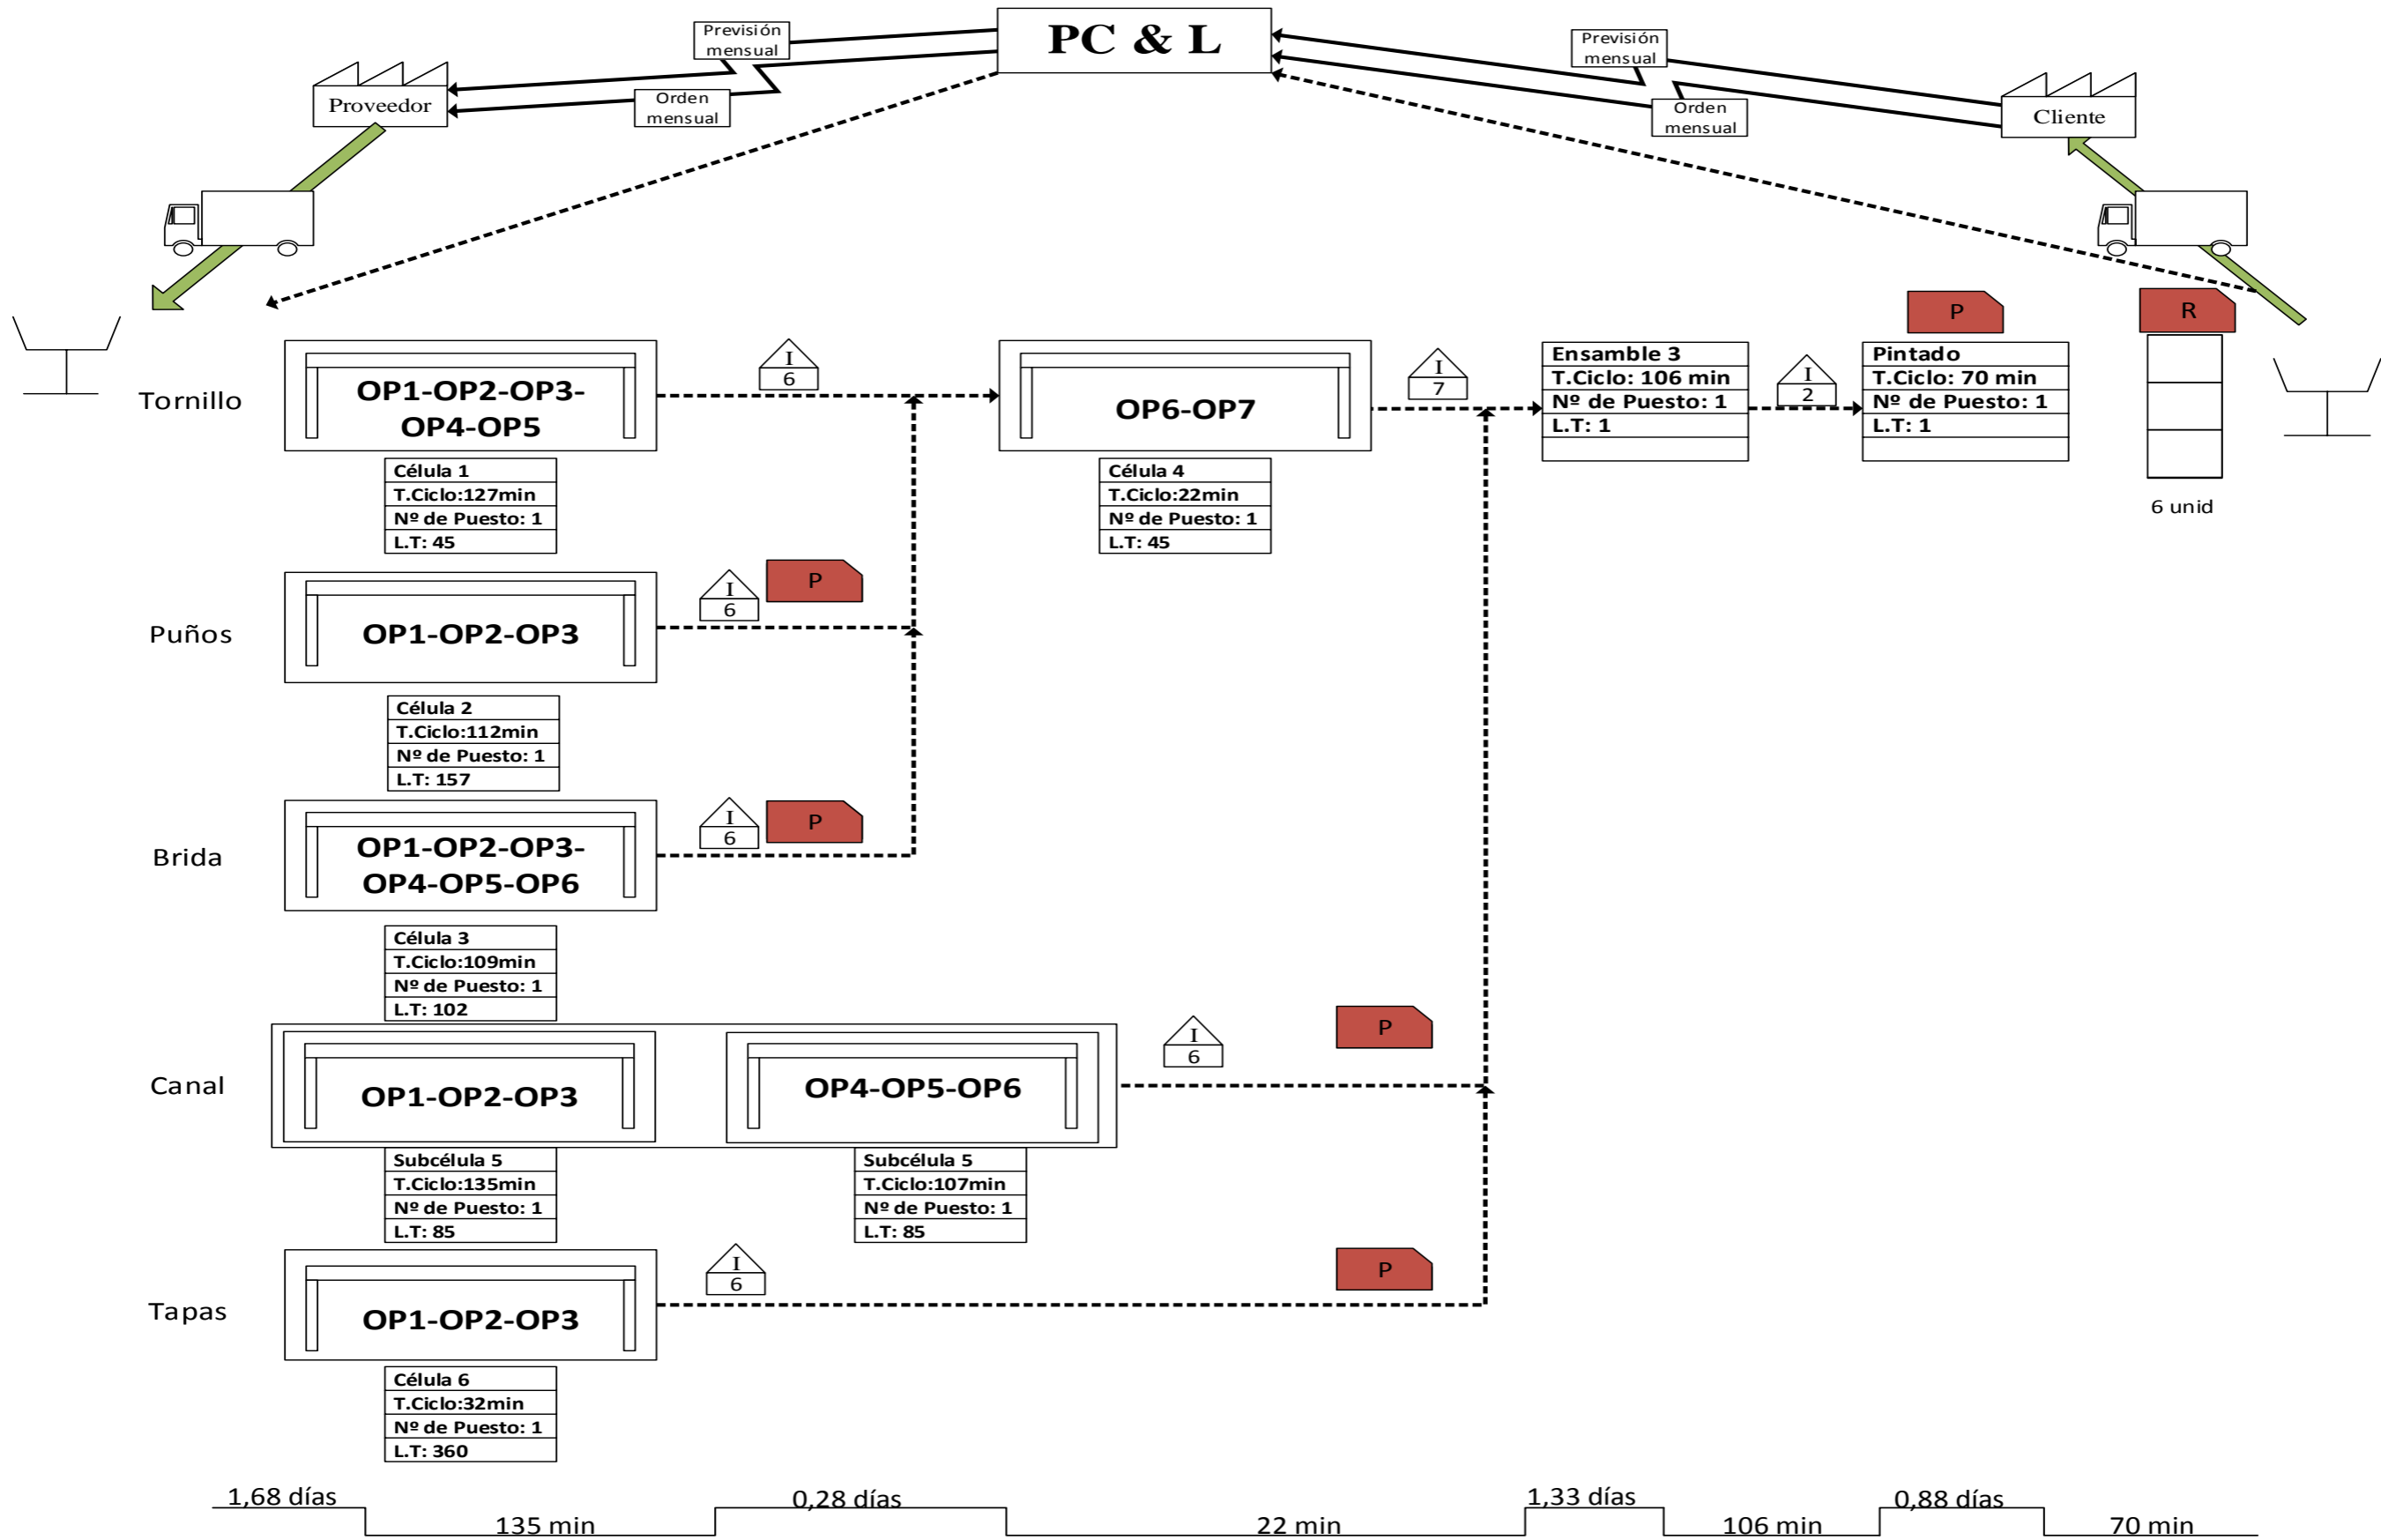 PC & L
Previsión
mensual
Orden
mensual
Proveedor
Previsión
mensual
Orden
mensual
Cliente
Tornillo
OP1-OP2-OP3-
OP4-OP5
Célula 1
T.Ciclo:127min
Nº de Puesto: 1
L.T: 45
I
6
OP6-OP7
Célula 4
T.Ciclo:22min
Nº de Puesto: 1
L.T: 45
I
7
Ensamble 3
T.Ciclo: 106 min
Nº de Puesto: 1
L.T: 1
I
2
P
Pintado
T.Ciclo: 70 min
Nº de Puesto: 1
L.T: 1
R
6 unid
Puños
OP1-OP2-OP3
Célula 2
T.Ciclo:112min
Nº de Puesto: 1
L.T: 157
I
6
P
Brida
OP1-OP2-OP3-
OP4-OP5-OP6
Célula 3
T.Ciclo:109min
Nº de Puesto: 1
L.T: 102
I
6
P
Canal
OP1-OP2-OP3
Subcélula 5
T.Ciclo:135min
Nº de Puesto: 1
L.T: 85
OP4-OP5-OP6
Subcélula 5
T.Ciclo:107min
Nº de Puesto: 1
L.T: 85
I
6
P
Tapas
OP1-OP2-OP3
Célula 6
T.Ciclo:32min
Nº de Puesto: 1
L.T: 360
I
6
P
1,68 días
135 min
0,28 días
22 min
1,33 días
106 min
0,88 días
70 min